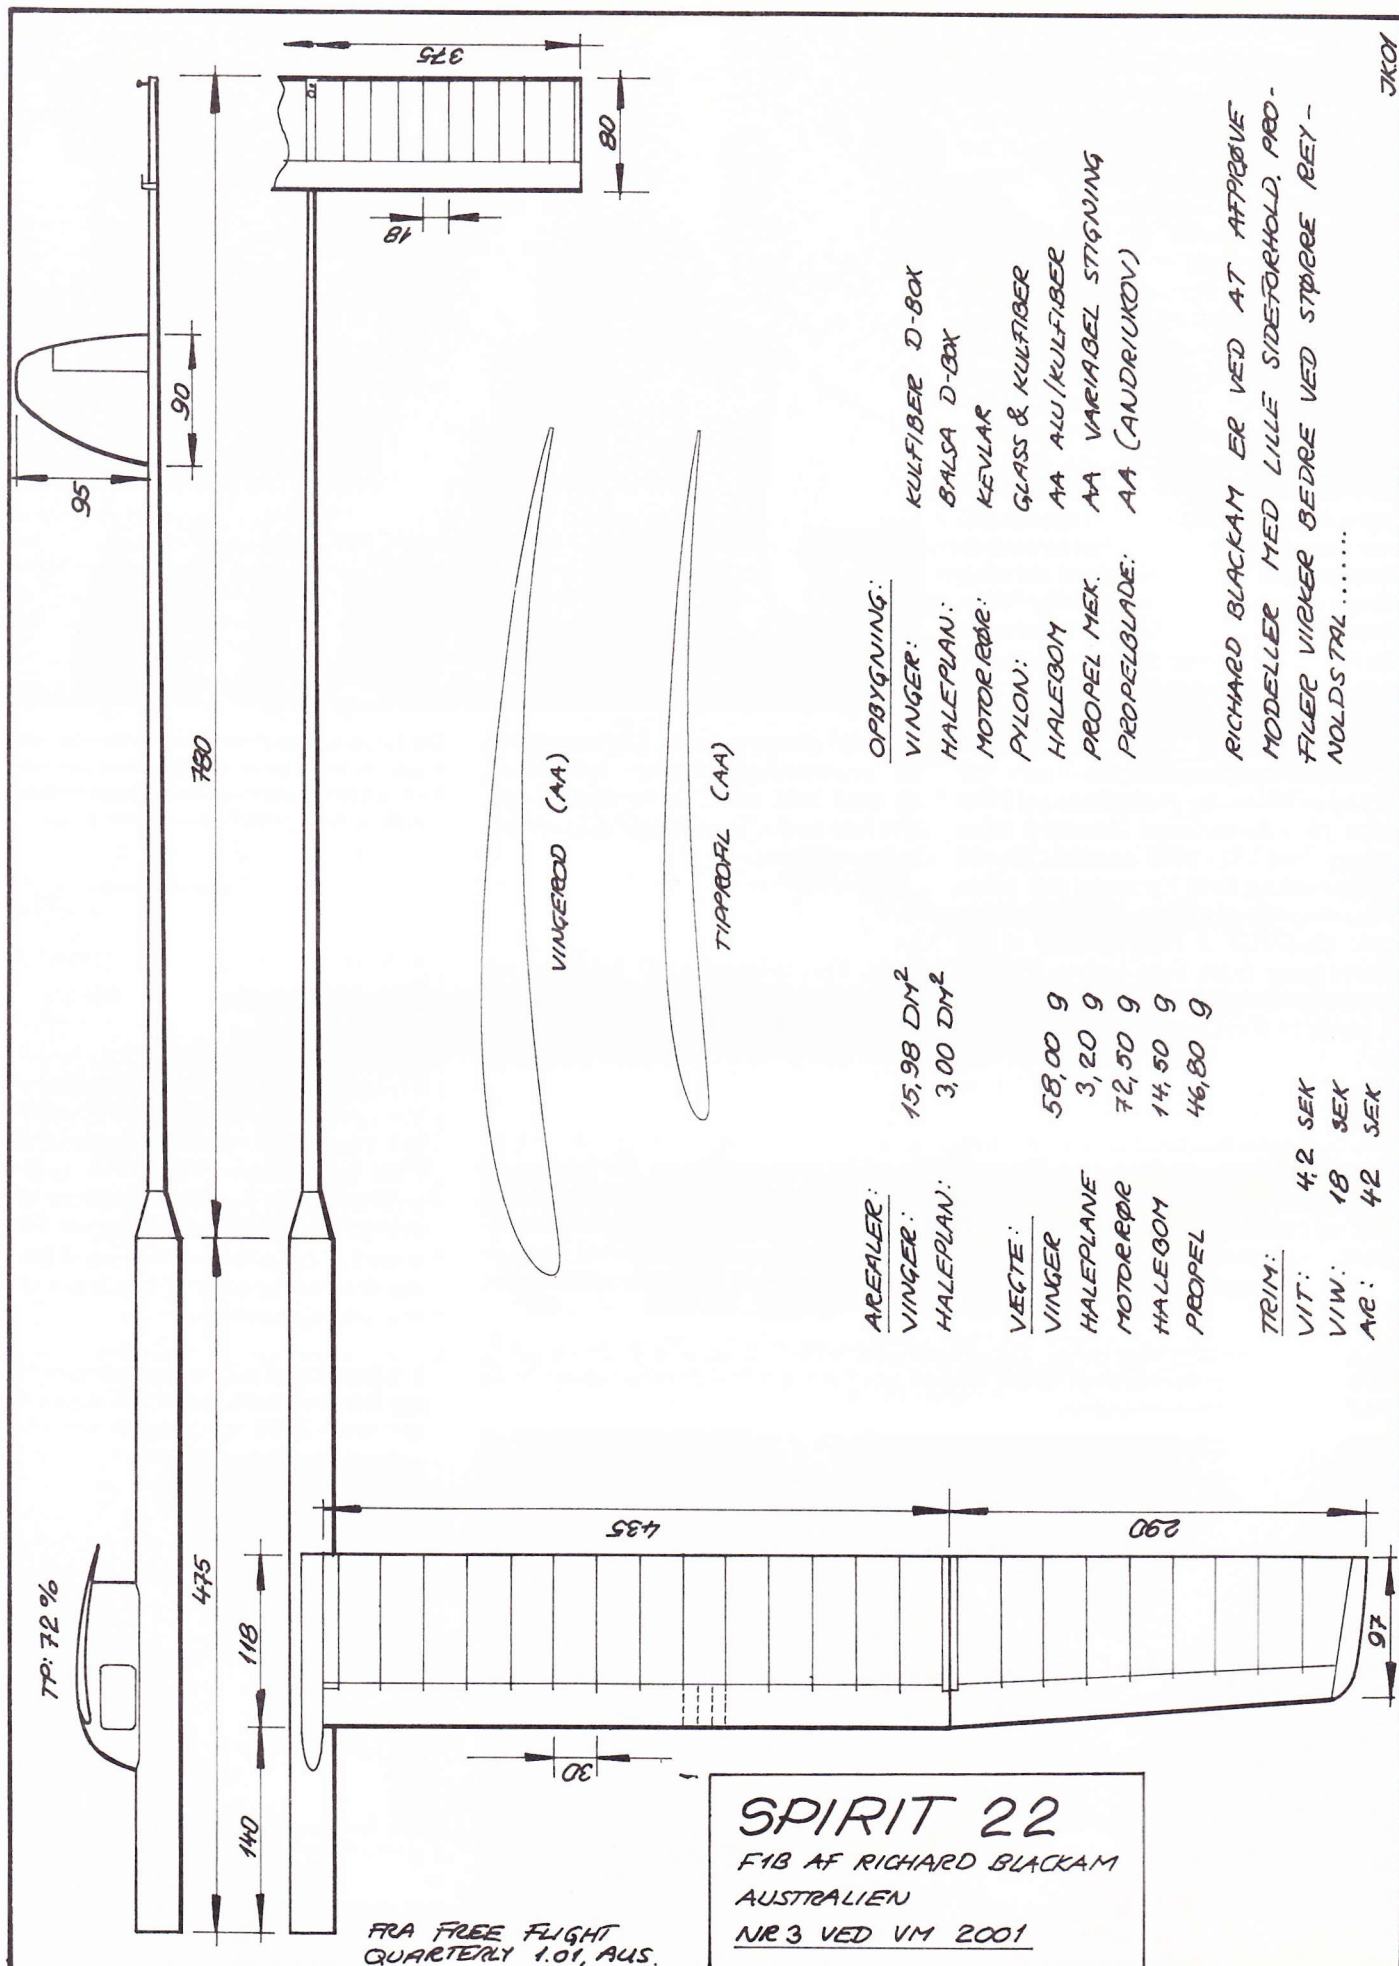 TP: 72 %
95
90
475
780
140
118
375
80
18
435
290
30
97
VINGEROD (AA)
TIPPROFIL (AA)
AREALER:
VINGER: 15,98 DM²
HALEPLAN: 3,00 DM²
VÆGTE:
VINGER 58,00 g
HALEPLANE 3,20 g
MOTORRØR 72,50 g
HALEBOM 14,50 g
PROPEL 46,80 g
TRIM:
VIT: 4,2 SEK
VIW: 18 SEK
AR: 42 SEK
OPBYGNING:
VINGER: KULFIBER D-BOX
HALEPLAN: BALSA D-BOX
MOTORRØR: KEVLAR
PYLON: GLASS & KULFIBER
HALEBOM AA ALU/KULFIBER
PROPEL MEK. AA VARIABEL STIGNING
PROPELBLADE: AA (ANDRIUKOV)
RICHARD BLACKAM ER VED AT AFPRØVE
MODELLER MED LILLE SIDEFORHOLD. PRO-
FILER VIRKER BEDRE VED STØRRE REY-
NOLDSTAL.......
SPIRIT 22
F1B AF RICHARD BLACKAM
AUSTRALIEN
NR 3 VED VM 2001
FRA FREE FLIGHT
QUARTERLY 1.01, AUS.
JK01